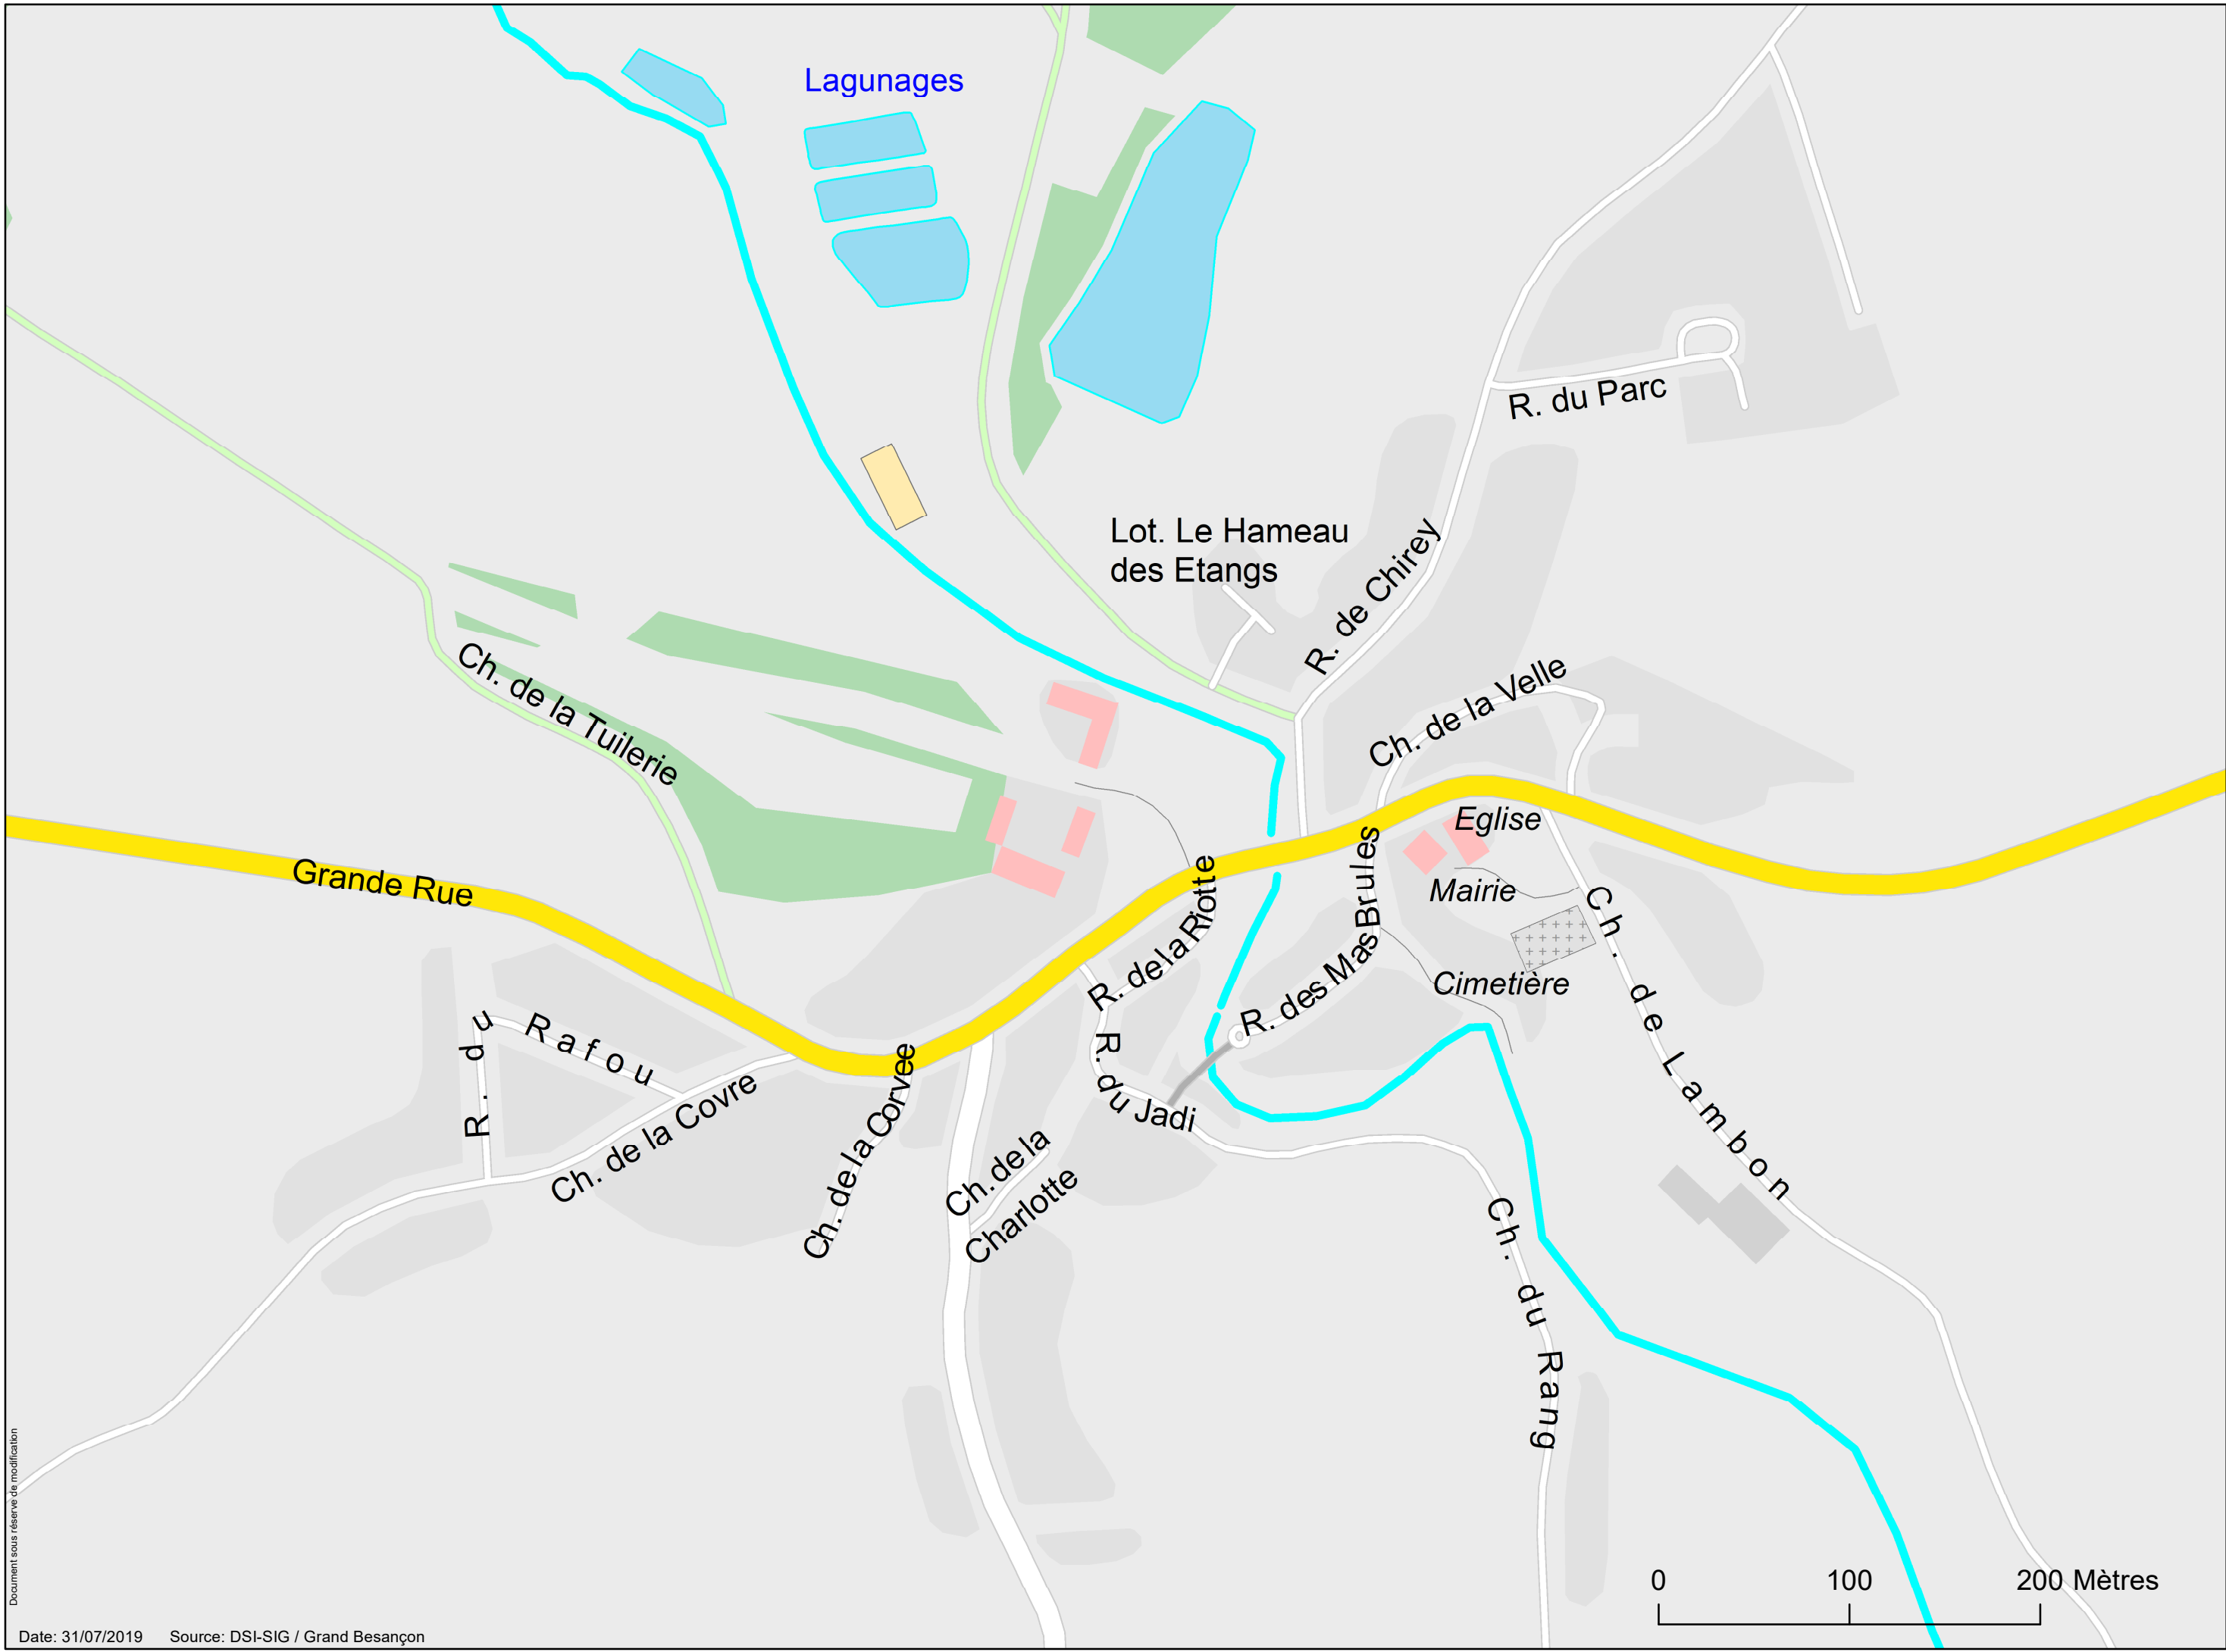 Lagunages
R. du Parc
Lot. Le Hameau
des Etangs
R. de Chirey
Ch. de la Tuilerie
Ch. de la Velle
Eglise
Grande Rue
Mairie
R. de la Riotte
R. des Mas Brules
Cimetière
Ch. de Lambon
R. du Rafou
Ch. de la Covre
Ch. de la Corvee
R. du Jadi
Ch. de la
Charlotte
Ch. du Rang
0 100 200 Mètres
Document sous réserve de modification
Date: 31/07/2019 Source: DSI-SIG / Grand Besançon